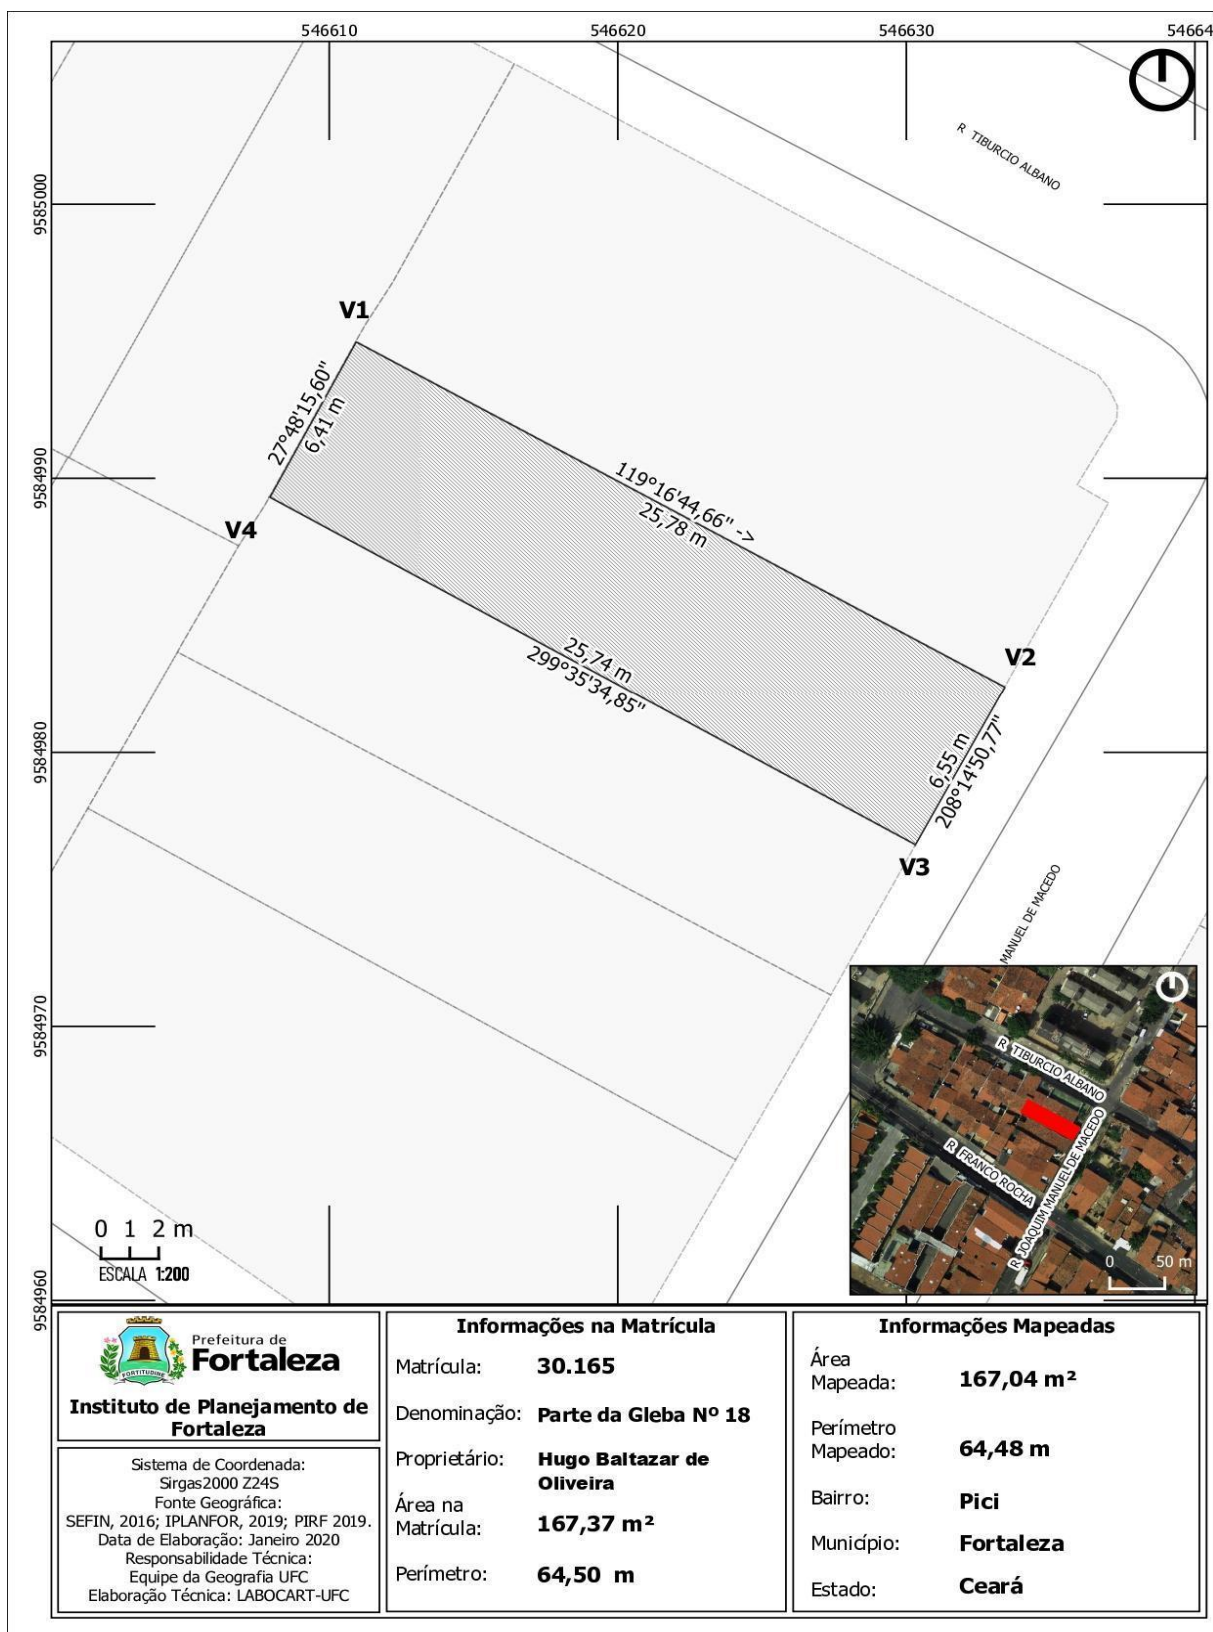 546610
546620
546630
54664
R TIBURCIO ALBANO
9585000
V1
27°48'15,60"
6,41 m
9584990
119°16'44,66" ->
25,78 m
V4
V2
25,74 m
299°35'34,85"
9584980
6,55 m
208°14'50,77"
V3
MANUEL DE MACEDO
9584970
R TIBURCIO ALBANO
R FRANCO ROCHA
R JOAQUIM MANUEL DE MACEDO
0 50 m
0 1 2 m
ESCALA 1:200
9584960
FORTITUDINE
Prefeitura de
Fortaleza
Instituto de Planejamento de
Fortaleza
Sistema de Coordenada:
Sirgas2000 Z24S
Fonte Geográfica:
SEFIN, 2016; IPLANFOR, 2019; PIRF 2019.
Data de Elaboração: Janeiro 2020
Responsabilidade Técnica:
Equipe da Geografia UFC
Elaboração Técnica: LABOCART-UFC
Informações na Matrícula
Matrícula: 30.165
Denominação: Parte da Gleba Nº 18
Proprietário: Hugo Baltazar de
Oliveira
Área na
Matrícula: 167,37 m²
Perímetro: 64,50 m
Informações Mapeadas
Área
Mapeada: 167,04 m²
Perímetro
Mapeado: 64,48 m
Bairro: Pici
Município: Fortaleza
Estado: Ceará